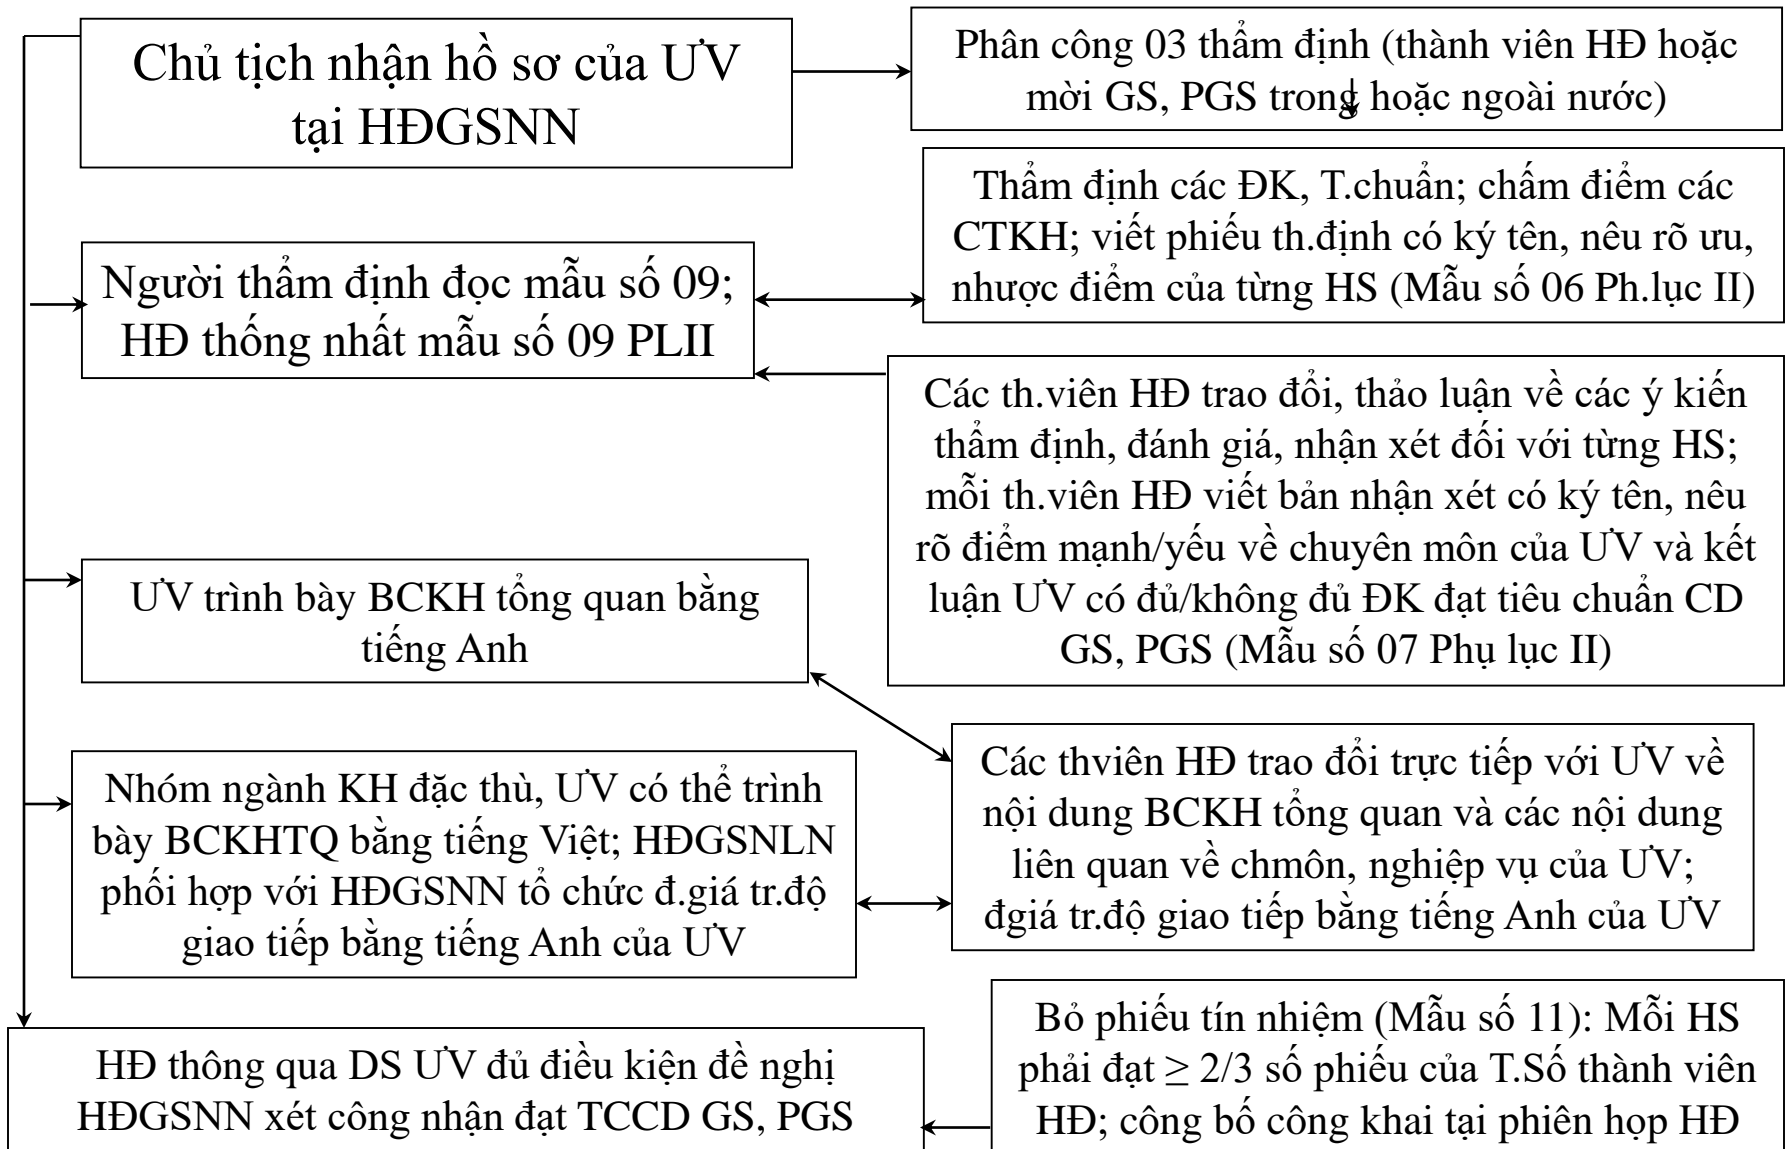 Chủ tịch nhận hồ sơ của ƯV
tại HĐGSNN
Phân công 03 thẩm định (thành viên HĐ hoặc
mời GS, PGS trong hoặc ngoài nước)
Thẩm định các ĐK, T.chuẩn; chấm điểm các
CTKH; viết phiếu th.định có ký tên, nêu rõ ưu,
nhược điểm của từng HS (Mẫu số 06 Ph.lục II)
Người thẩm định đọc mẫu số 09;
HĐ thống nhất mẫu số 09 PLII
Các th.viên HĐ trao đổi, thảo luận về các ý kiến
thẩm định, đánh giá, nhận xét đối với từng HS;
mỗi th.viên HĐ viết bản nhận xét có ký tên, nêu
rõ điểm mạnh/yếu về chuyên môn của ƯV và kết
luận ƯV có đủ/không đủ ĐK đạt tiêu chuẩn CD
GS, PGS (Mẫu số 07 Phụ lục II)
ƯV trình bày BCKH tổng quan bằng
tiếng Anh
Các thviên HĐ trao đổi trực tiếp với ƯV về
nội dung BCKH tổng quan và các nội dung
liên quan về chmôn, nghiệp vụ của ƯV;
đgiá tr.độ giao tiếp bằng tiếng Anh của ƯV
Nhóm ngành KH đặc thù, ƯV có thể trình
bày BCKHTQ bằng tiếng Việt; HĐGSNLN
phối hợp với HĐGSNN tổ chức đ.giá tr.độ
giao tiếp bằng tiếng Anh của ƯV
Bỏ phiếu tín nhiệm (Mẫu số 11): Mỗi HS
phải đạt ≥ 2/3 số phiếu của T.Số thành viên
HĐ; công bố công khai tại phiên họp HĐ
HĐ thông qua DS ƯV đủ điều kiện đề nghị
HĐGSNN xét công nhận đạt TCCD GS, PGS